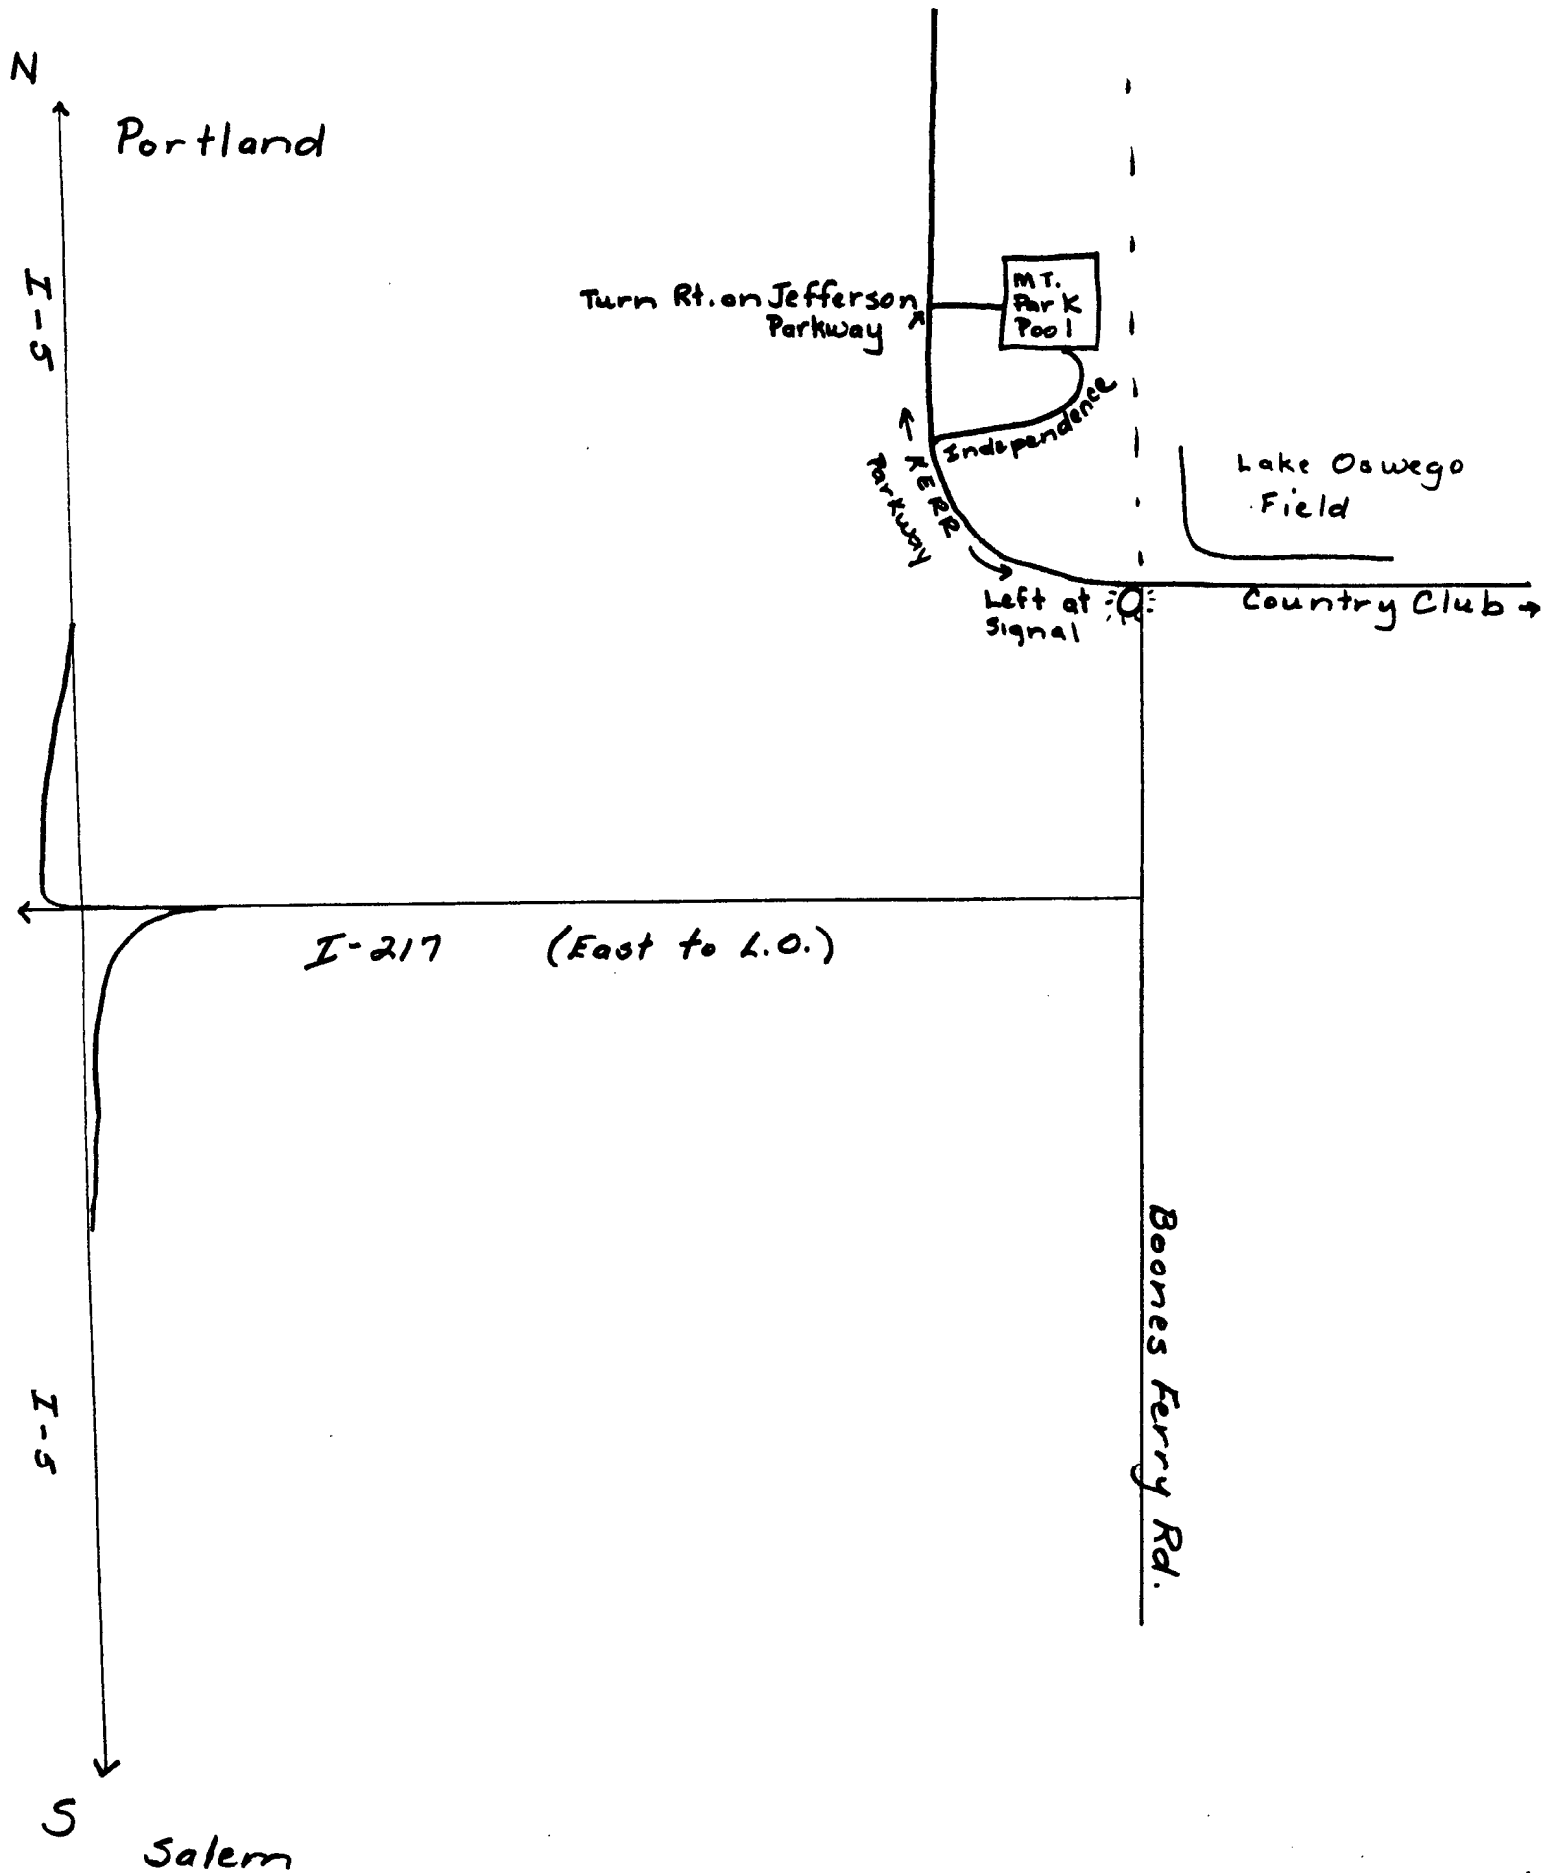 N
Portland
I-5
Turn Rt. on Jefferson
Parkway
MT.
Park
Pool
Independence
KERR
Parkway
Lake Oswego
Field
Left at
Signal
Country Club
I-217 (East to L.O.)
Boones Ferry Rd.
I-5
S
Salem